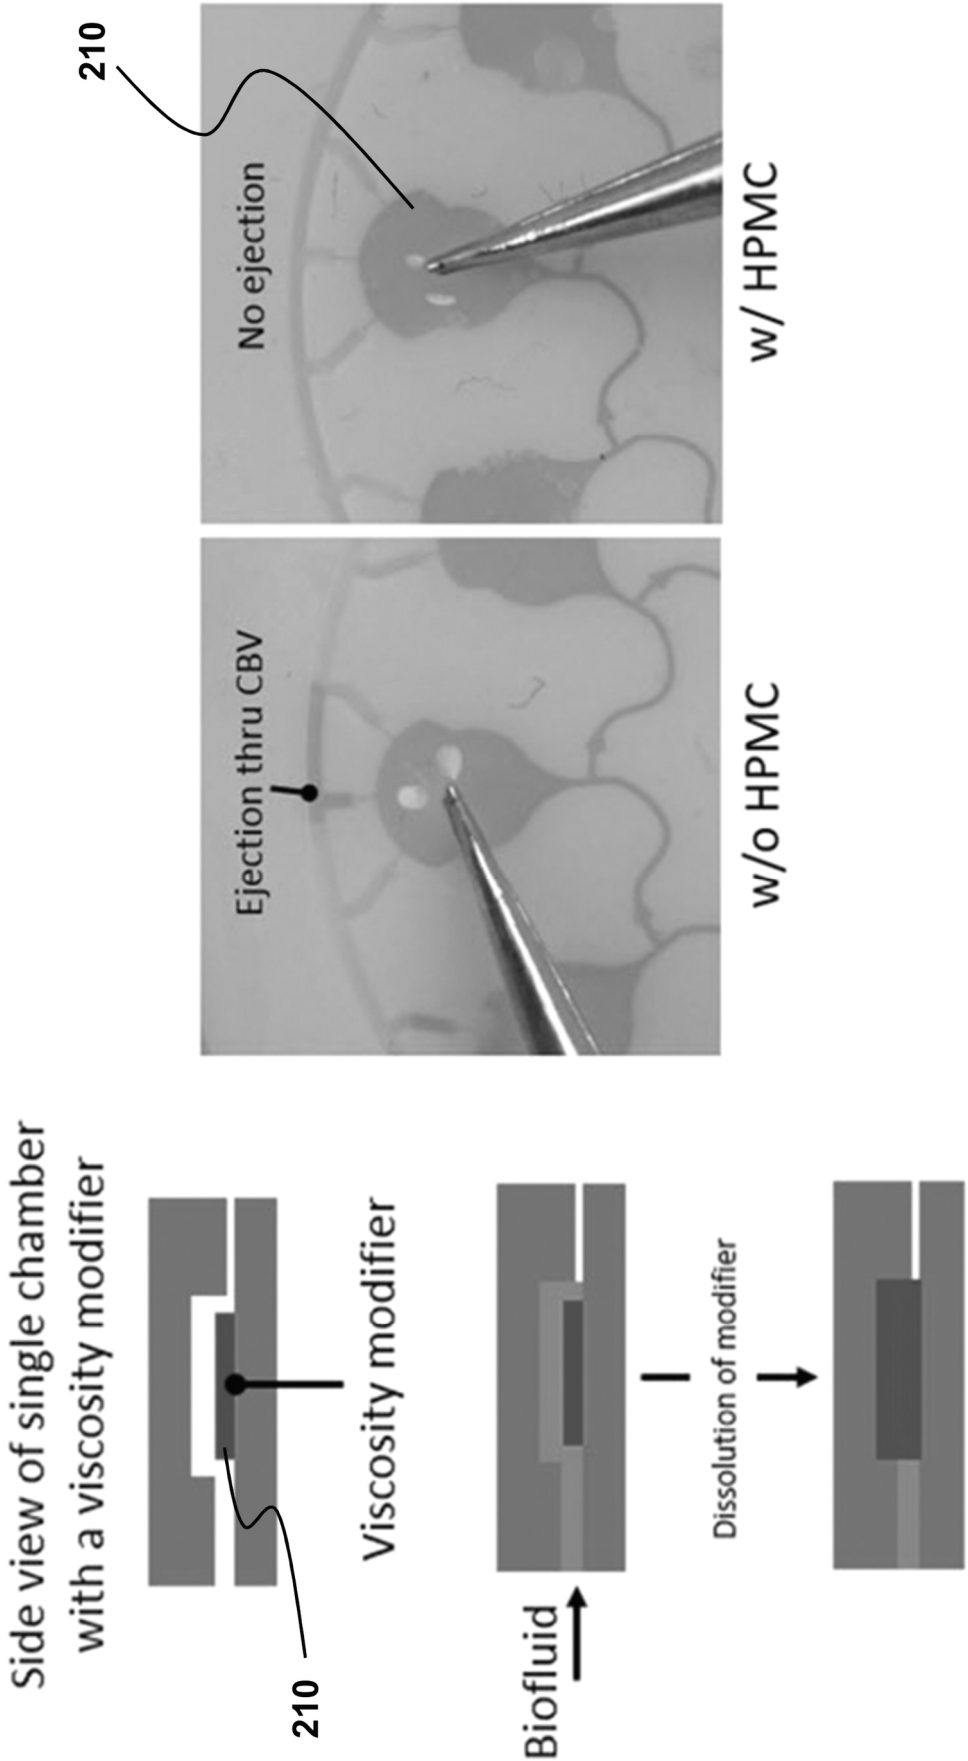 Side view of single chamber
with a viscosity modifier
210
Viscosity modifier
Biofluid
Dissolution of modifier
Ejection thru CBV
w/o HPMC
No ejection
210
w/ HPMC